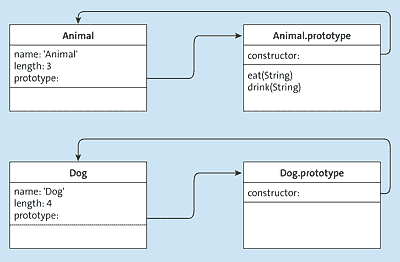 Animal
name: 'Animal'
length: 3
prototype:
Animal.prototype
constructor:
eat(String)
drink(String)
Dog
name: 'Dog'
length: 4
prototype:
Dog.prototype
constructor: